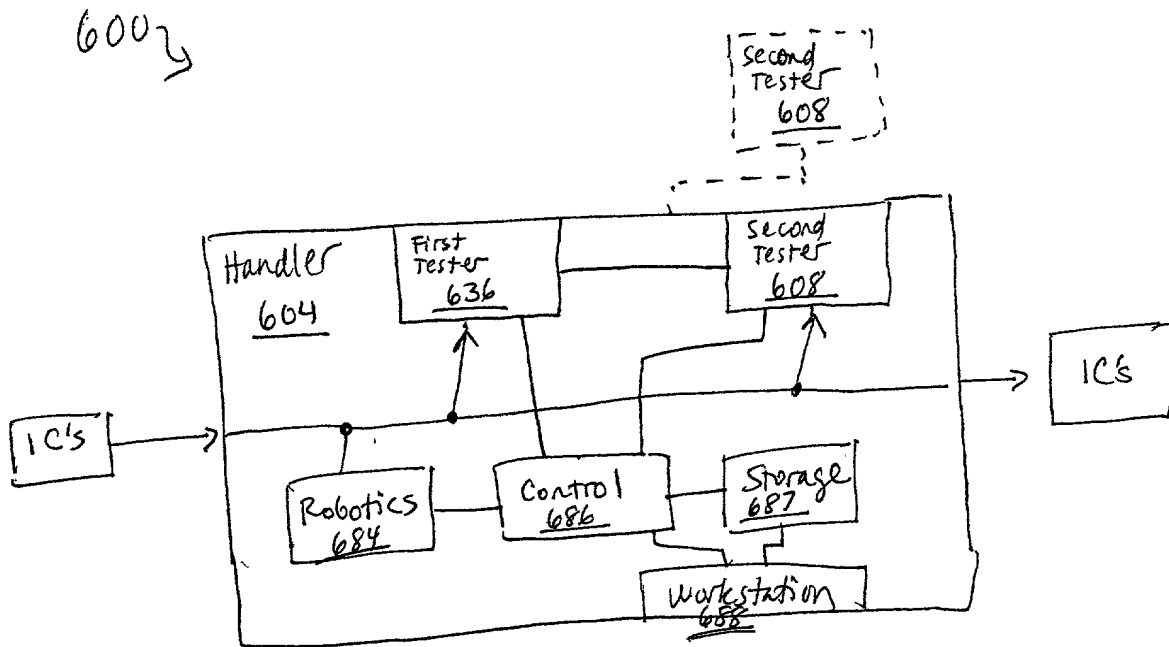 600
Second
Tester
608
Handler
604
First
Tester
636
Second
Tester
608
IC's
IC's
Robotics
684
Control
686
Storage
687
Workstation
688